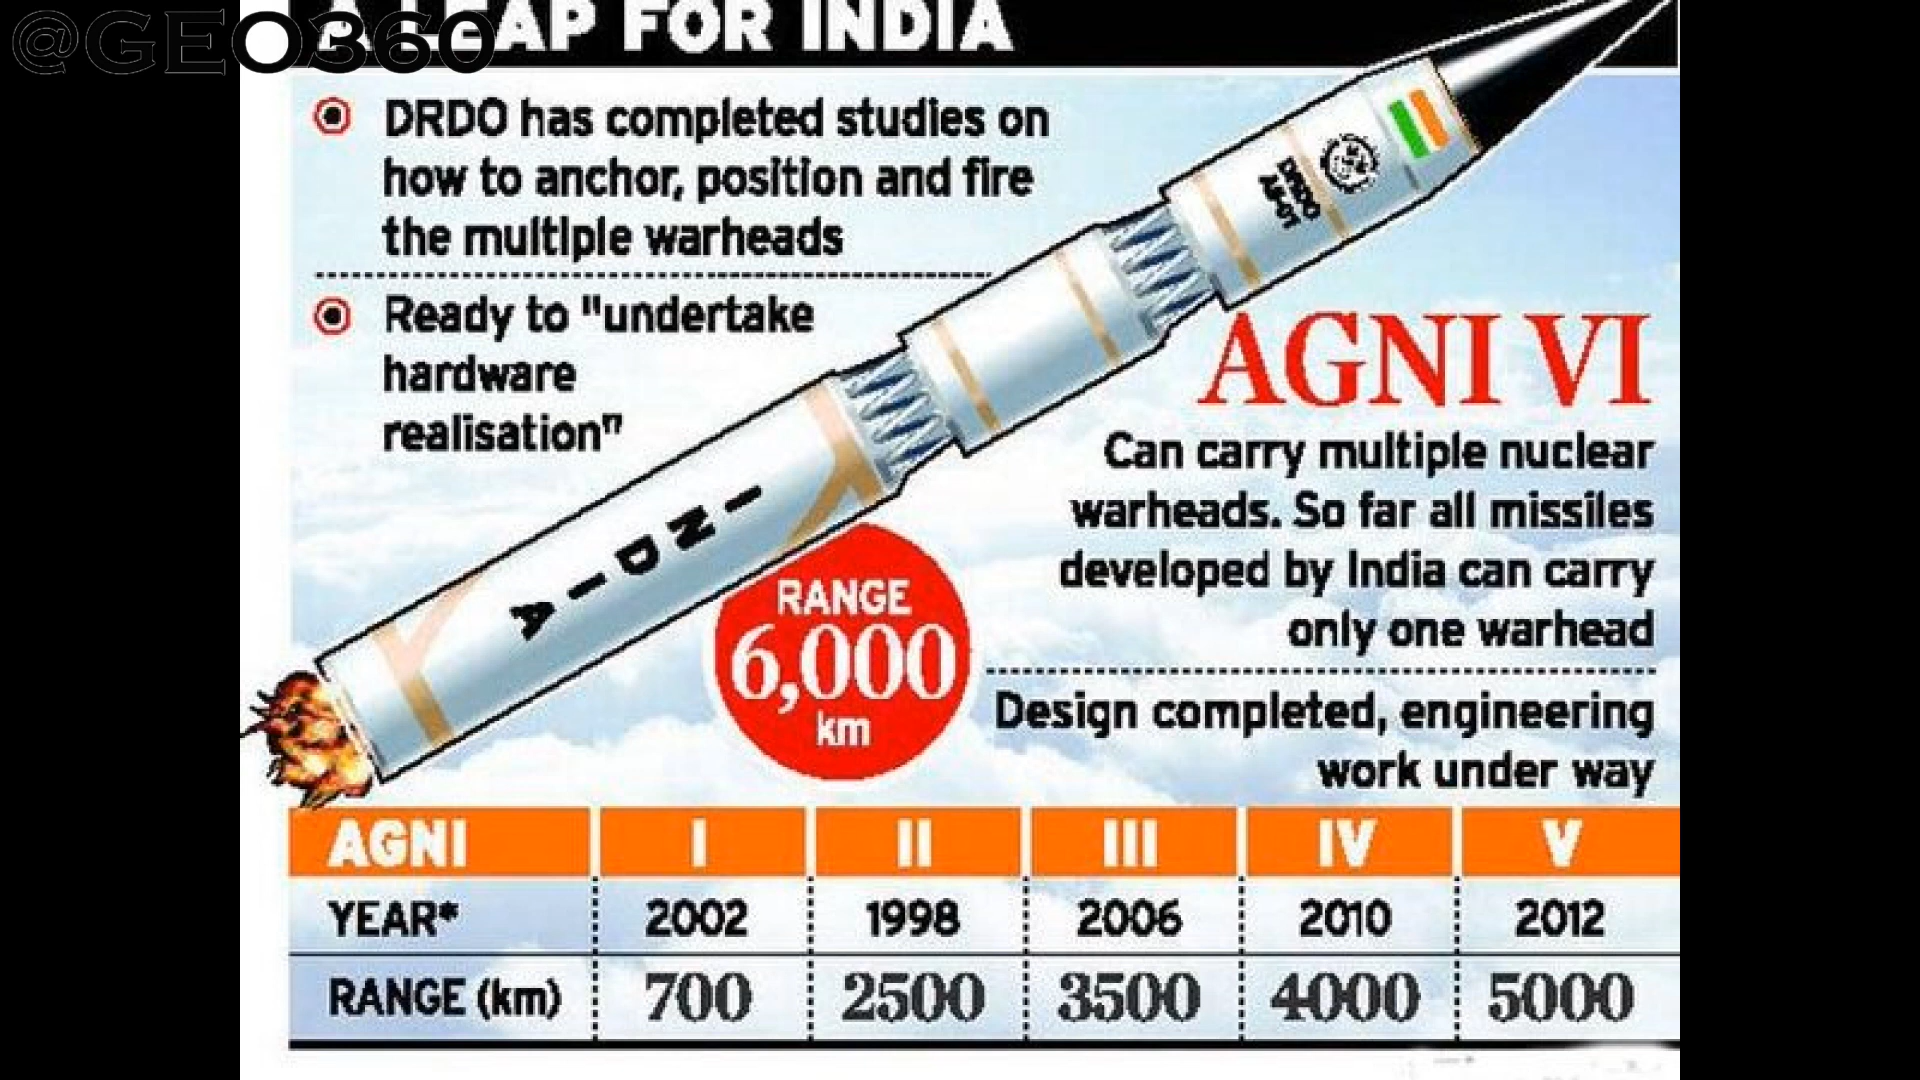 @GEO360
A LEAP FOR INDIA
DRDO has completed studies on
how to anchor, position and fire
the multiple warheads
Ready to "undertake
hardware
realisation"
DRDO
A5-01
INDIA
RANGE
6,000
km
AGNI VI
Can carry multiple nuclear
warheads. So far all missiles
developed by India can carry
only one warhead
Design completed, engineering
work under way
AGNI I II III IV V
YEAR* 2002 1998 2006 2010 2012
RANGE (km) 700 2500 3500 4000 5000